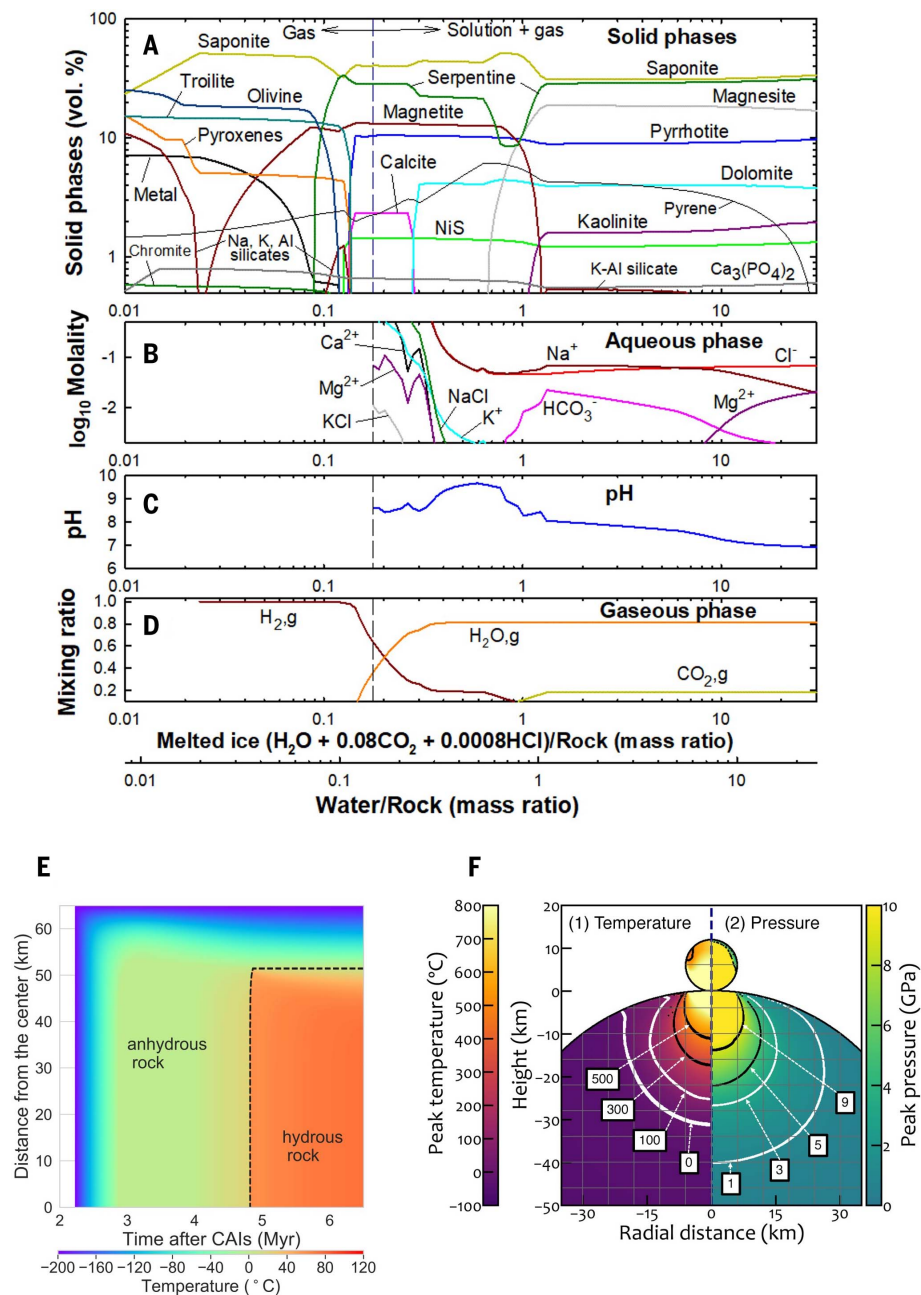 A
Gas
Solution + gas
Solid phases
Saponite
Saponite
Troilite
Olivine
Serpentine
Magnesite
Pyroxenes
Magnetite
Pyrrhotite
Metal
Calcite
Dolomite
Pyrene
Kaolinite
Chromite
Na, K, Al
silicates
NiS
K-Al silicate
Ca3(PO4)2
Solid phases (vol. %)
100
10
1
B
Aqueous phase
Ca2+
Na+
Cl-
Mg2+
NaCl
HCO3-
Mg2+
KCl
K+
log10 Molality
-1
-2
0.01
0.1
1
10
C
pH
pH
10
9
8
7
6
0.01
0.1
1
10
D
Gaseous phase
H2,g
H2O,g
CO2,g
Mixing ratio
1.0
0.8
0.6
0.4
0.2
0.01
0.1
1
10
Melted ice (H2O + 0.08CO2 + 0.0008HCl)/Rock (mass ratio)
0.01
0.1
1
10
Water/Rock (mass ratio)
E
Distance from the center (km)
60
50
40
30
20
10
0
anhydrous
rock
hydrous
rock
2
3
4
5
6
Time after CAIs (Myr)
−200
−160
−120
−80
−40
0
40
80
120
Temperature (°C)
F
Peak temperature (°C)
800
700
600
500
400
300
200
100
0
−100
(1) Temperature
(2) Pressure
Height (km)
20
10
0
−10
−20
−30
−40
−50
500
300
100
0
1
3
5
9
−30
−15
0
15
30
Radial distance (km)
10
8
6
4
2
0
Peak pressure (GPa)